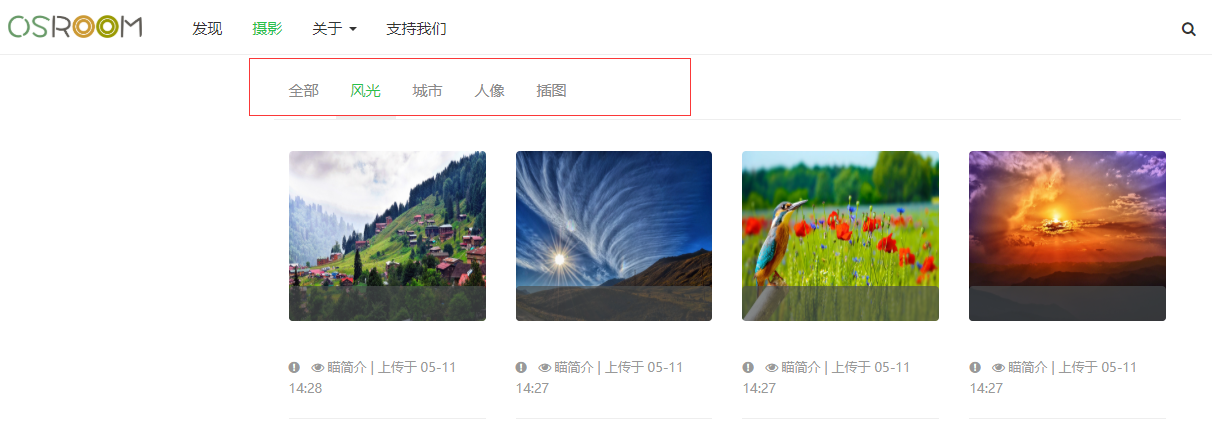 OSROOM 发现 摄影 关于 支持我们
全部 风光 城市 人像 插图
瞄简介 | 上传于 05-11 14:28
瞄简介 | 上传于 05-11 14:27
瞄简介 | 上传于 05-11 14:27
瞄简介 | 上传于 05-11 14:27